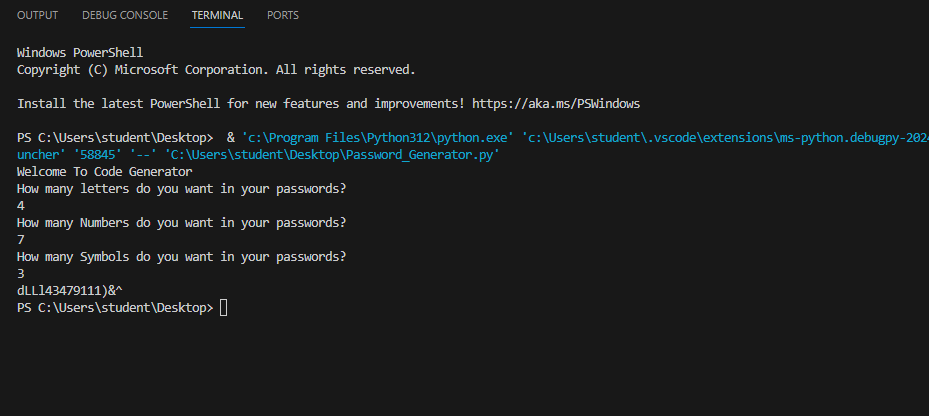 OUTPUT DEBUG CONSOLE TERMINAL PORTS
Windows PowerShell
Copyright (C) Microsoft Corporation. All rights reserved.
Install the latest PowerShell for new features and improvements! https://aka.ms/PSWindows
PS C:\Users\student\Desktop>  & 'c:\Program Files\Python312\python.exe' 'c:\Users\student\.vscode\extensions\ms-python.debugpy-2024
uncher' '58845' '--' 'C:\Users\student\Desktop\Password_Generator.py'
Welcome To Code Generator
How many letters do you want in your passwords?
4
How many Numbers do you want in your passwords?
7
How many Symbols do you want in your passwords?
3
dLLl43479111)&^
PS C:\Users\student\Desktop>